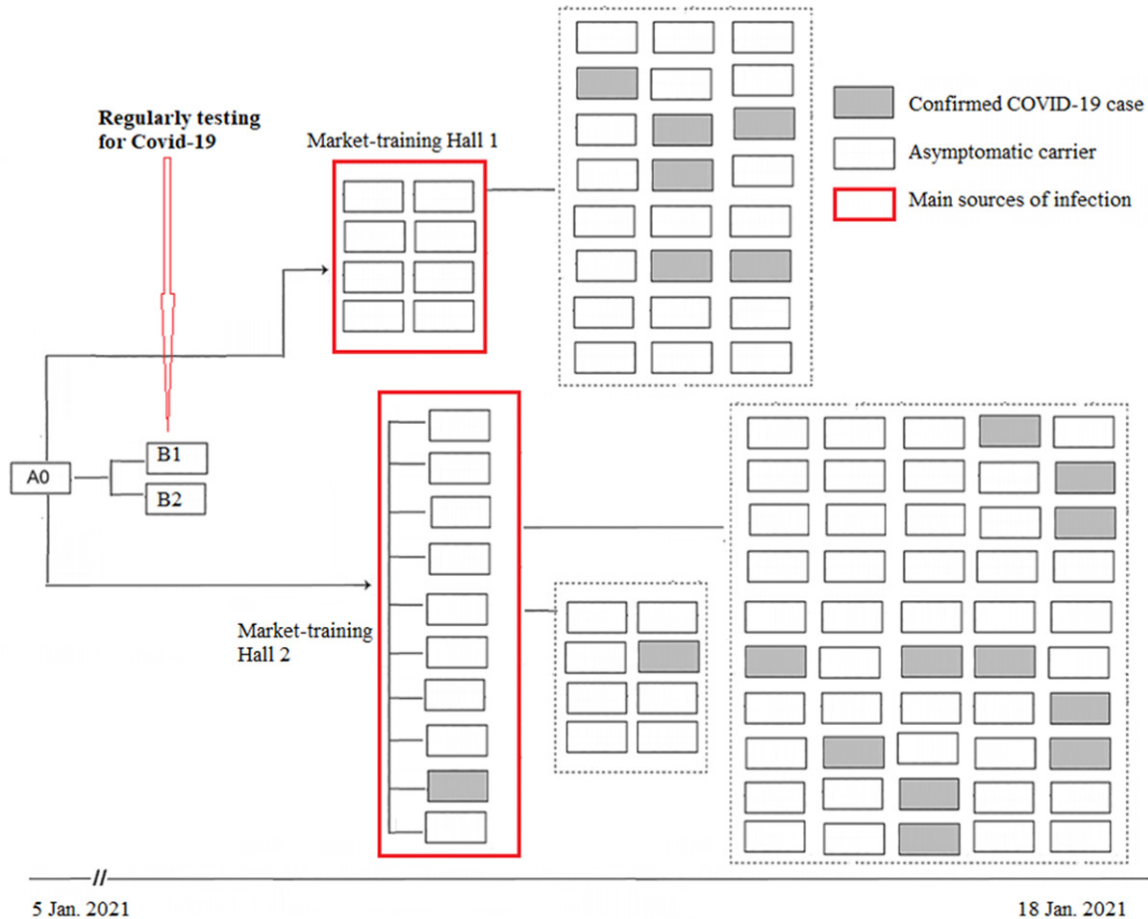 Regularly testing
for Covid-19
Market-training Hall 1
Confirmed COVID-19 case
Asymptomatic carrier
Main sources of infection
A0
B1
B2
Market-training
Hall 2
5 Jan. 2021
18 Jan. 2021